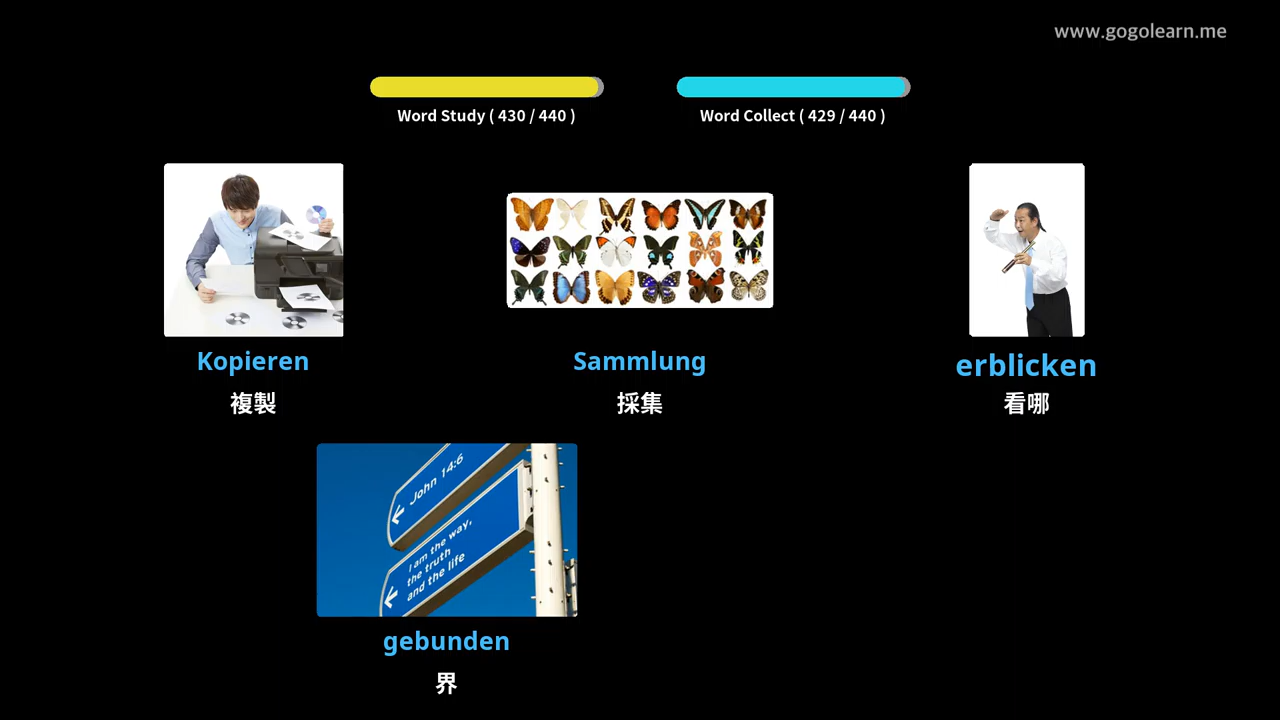 www.gogolearn.me
Word Study ( 430 / 440 )
Word Collect ( 429 / 440 )
Kopieren
Sammlung
erblicken
複製
採集
看哪
John 14:6
I am the way,
the truth
and the life
gebunden
界